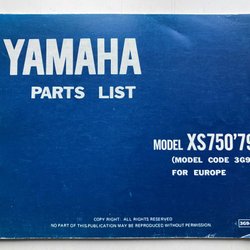 YAMAHA
PARTS LIST
MODEL XS750'79
(MODEL CODE 3G9
FOR EUROPE
COPY RIGHT: ALL RIGHTS RESERVED
NO PART OF THIS PUBLICATION MAY BE REPRODUCED WITHOUT PERMISSION.